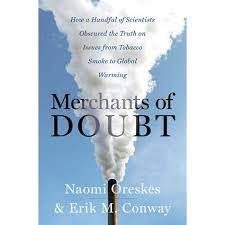 How a Handful of Scientists
Obscured the Truth on
Issues from Tobacco
Smoke to Global
Warming
Merchants of
DOUBT
Naomi Oreskes
& Erik M. Conway